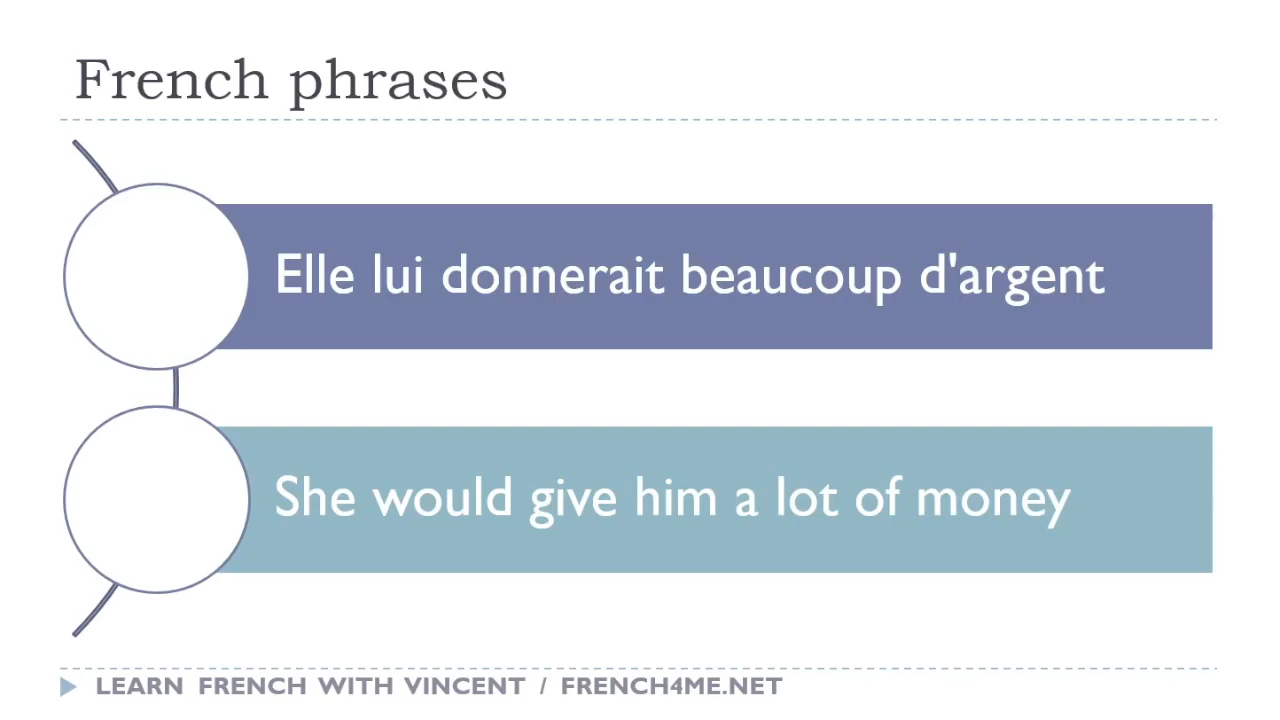 French phrases
Elle lui donnerait beaucoup d'argent
She would give him a lot of money
LEARN FRENCH WITH VINCENT / FRENCH4ME.NET